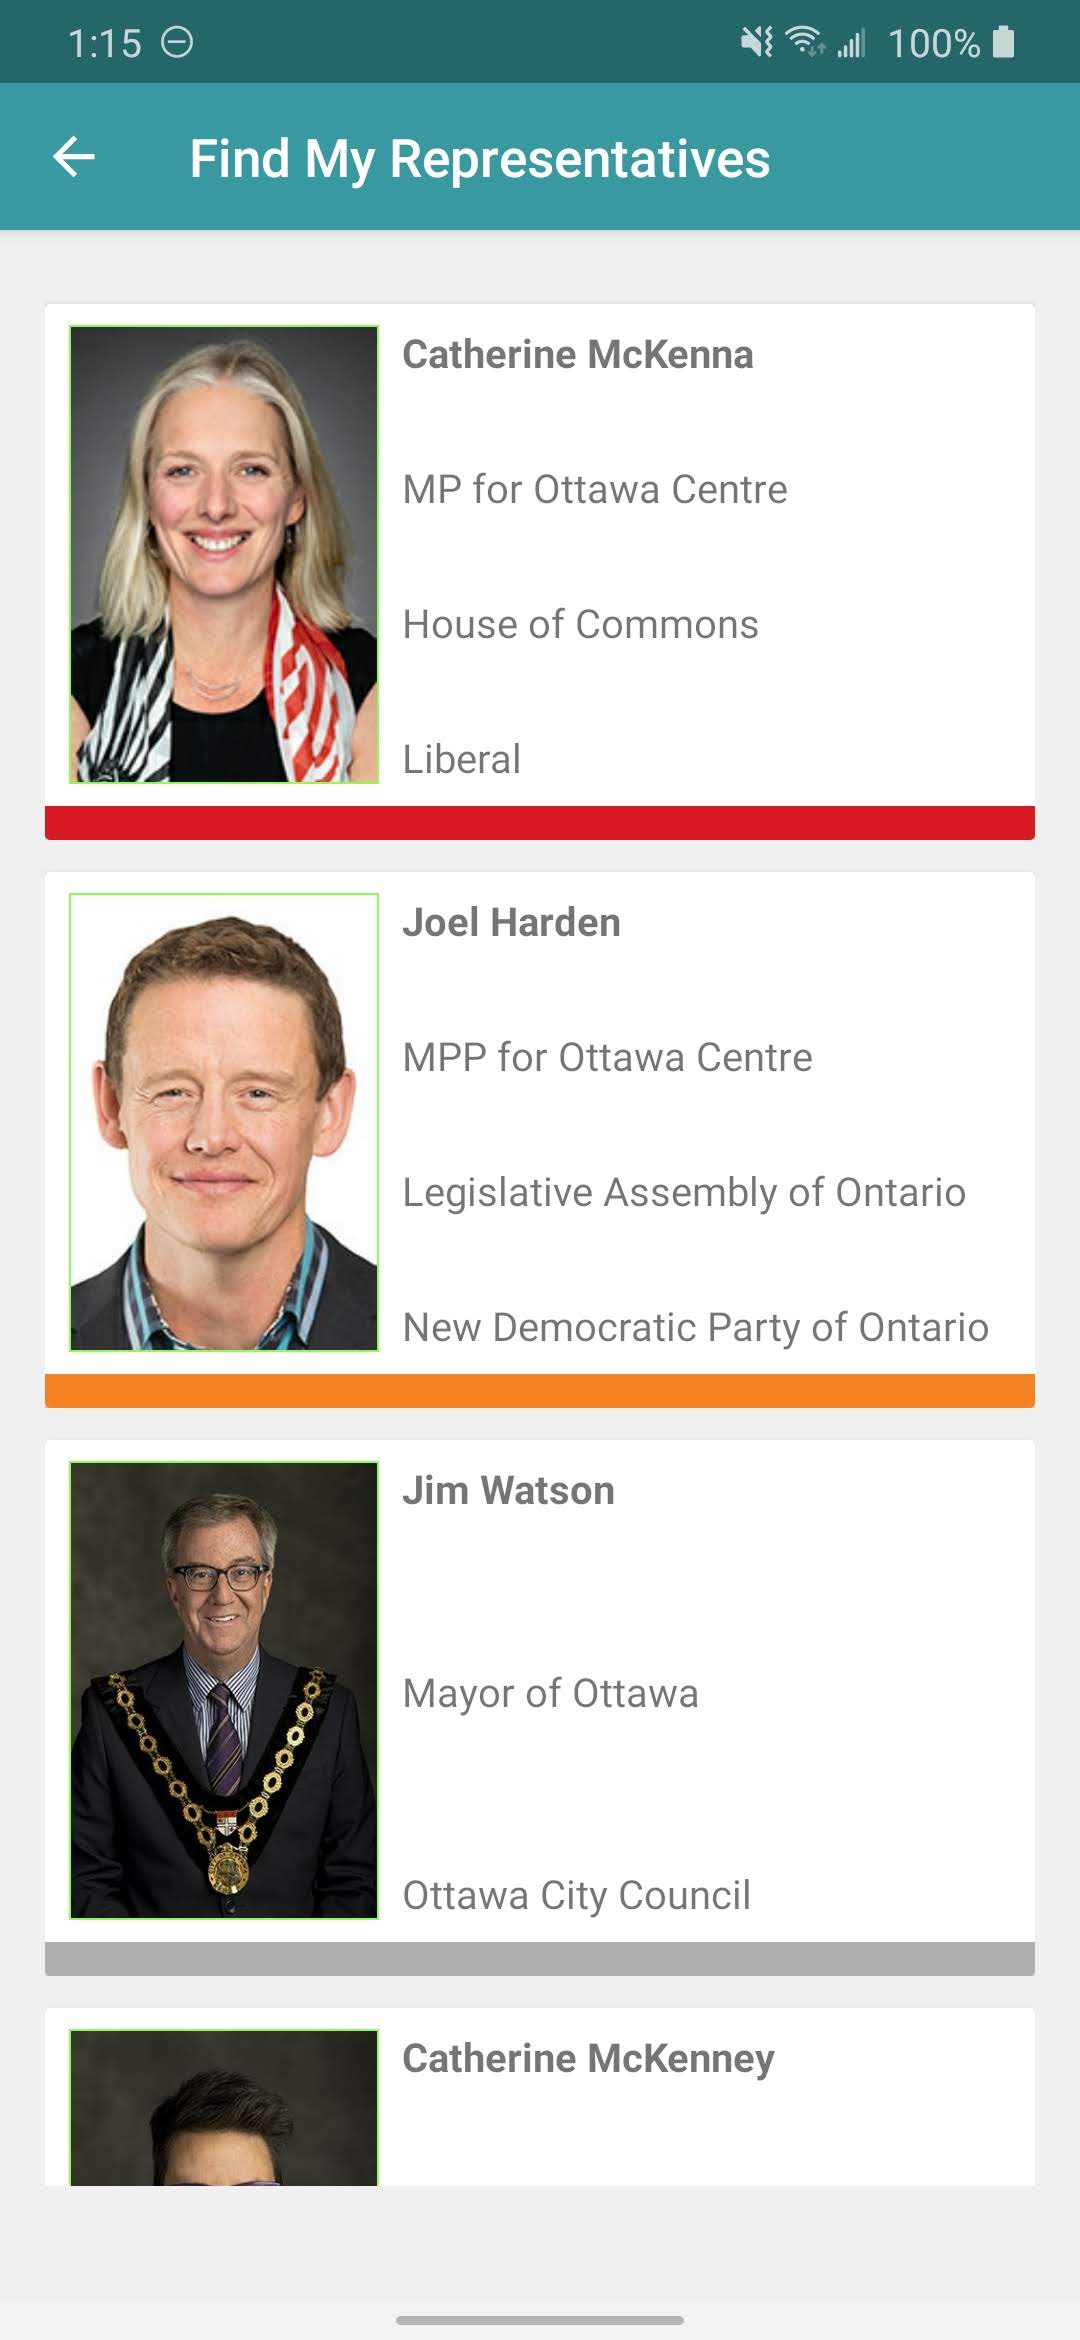 1:15
100%
Find My Representatives
Catherine McKenna
MP for Ottawa Centre
House of Commons
Liberal
Joel Harden
MPP for Ottawa Centre
Legislative Assembly of Ontario
New Democratic Party of Ontario
Jim Watson
Mayor of Ottawa
Ottawa City Council
Catherine McKenney